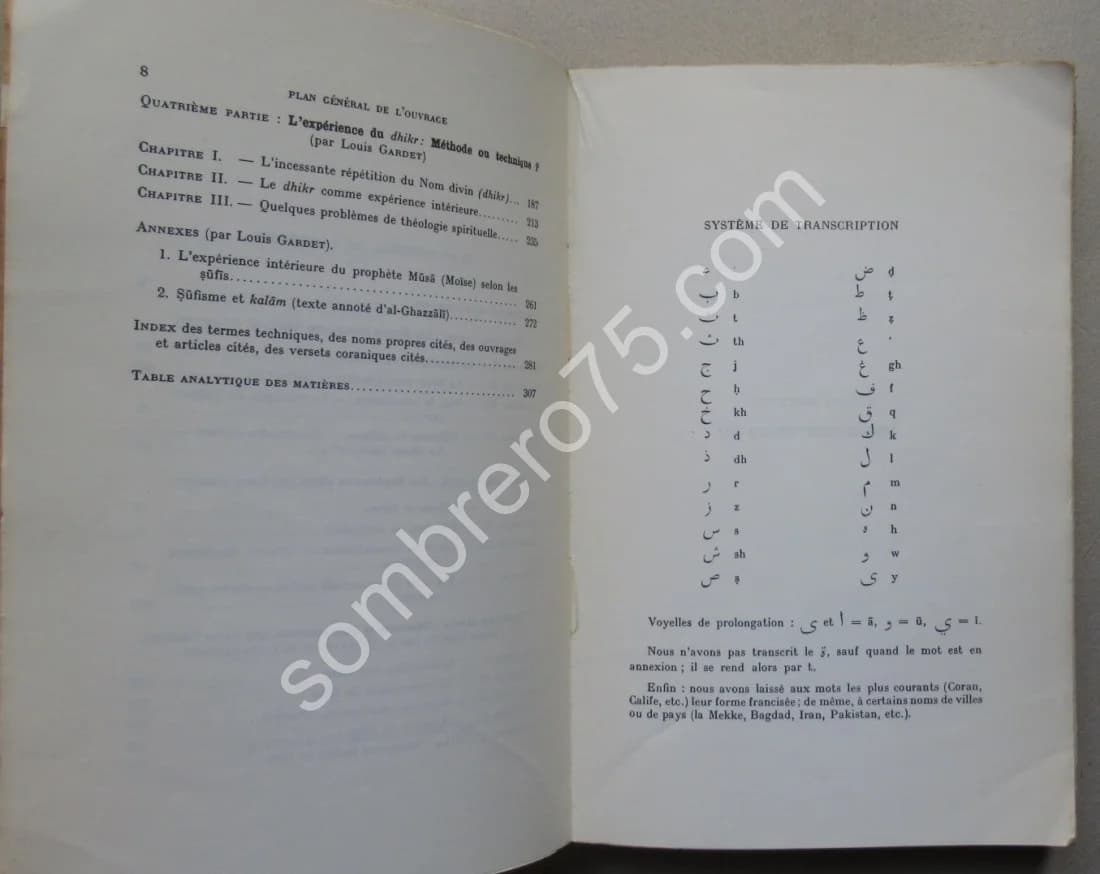 8
PLAN GÉNÉRAL DE L'OUVRAGE
QUATRIÈME PARTIE : L'expérience du dhikr : Méthode ou technique ?
(par Louis GARDET)
CHAPITRE I. — L'incessante répétition du Nom divin (dhikr)... 187
CHAPITRE II. — Le dhikr comme expérience intérieure........ 213
CHAPITRE III. — Quelques problèmes de théologie spirituelle..... 235
ANNEXES (par Louis GARDET).
1. L'expérience intérieure du prophète Mūsā (Moïse) selon les
ṣūfīs.................................................. 261
2. Ṣūfisme et kalām (texte annoté d'al-Ghazzālī)............. 272
INDEX des termes techniques, des noms propres cités, des ouvrages
et articles cités, des versets coraniques cités.............. 281
TABLE ANALYTIQUE DES MATIÈRES............................ 307
SYSTÈME DE TRANSCRIPTION
ء ʾ ض ḍ
ب b ط ṭ
ت t ظ ẓ
ث th ع ʿ
ج j غ gh
ح ḥ ف f
خ kh ق q
د d ك k
ذ dh ل l
ر r م m
ز z ن n
س s ه h
ش sh و w
ص ṣ ى y
Voyelles de prolongation : ى et ا = ā, و = ū, ي = ī.
Nous n'avons pas transcrit le ة, sauf quand le mot est en
annexion ; il se rend alors par t.
Enfin : nous avons laissé aux mots les plus courants (Coran,
Calife, etc.) leur forme francisée ; de même, à certains noms de villes
ou de pays (la Mekke, Bagdad, Iran, Pakistan, etc.).
sombrero75.com